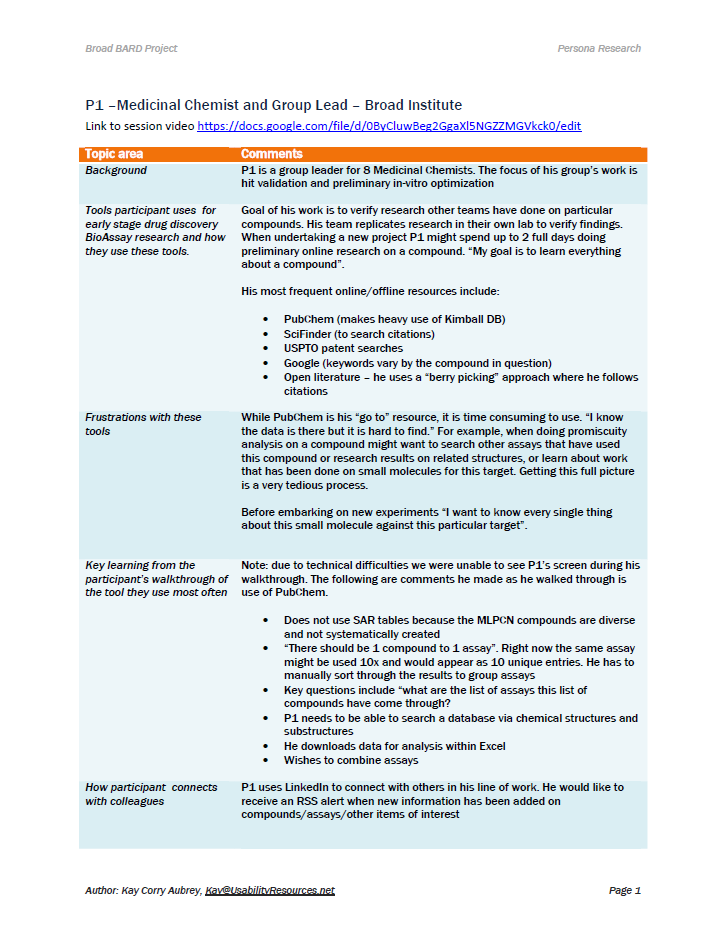 Broad BARD Project
Persona Research
P1 –Medicinal Chemist and Group Lead – Broad Institute
Link to session video https://docs.google.com/file/d/0ByCluwBeg2GgaXl5NGZZMGVkck0/edit
Topic area
Comments
Background
P1 is a group leader for 8 Medicinal Chemists. The focus of his group's work is
hit validation and preliminary in-vitro optimization
Tools participant uses for
early stage drug discovery
BioAssay research and how
they use these tools.
Goal of his work is to verify research other teams have done on particular
compounds. His team replicates research in their own lab to verify findings.
When undertaking a new project P1 might spend up to 2 full days doing
preliminary online research on a compound. “My goal is to learn everything
about a compound”.
His most frequent online/offline resources include:
• PubChem (makes heavy use of Kimball DB)
• SciFinder (to search citations)
• USPTO patent searches
• Google (keywords vary by the compound in question)
• Open literature – he uses a “berry picking” approach where he follows
citations
Frustrations with these
tools
While PubChem is his “go to” resource, it is time consuming to use. “I know
the data is there but it is hard to find.” For example, when doing promiscuity
analysis on a compound might want to search other assays that have used
this compound or research results on related structures, or learn about work
that has been done on small molecules for this target. Getting this full picture
is a very tedious process.
Before embarking on new experiments “I want to know every single thing
about this small molecule against this particular target”.
Key learning from the
participant's walkthrough of
the tool they use most often
Note: due to technical difficulties we were unable to see P1's screen during his
walkthrough. The following are comments he made as he walked through is
use of PubChem.
• Does not use SAR tables because the MLPCN compounds are diverse
and not systematically created
• “There should be 1 compound to 1 assay”. Right now the same assay
might be used 10x and would appear as 10 unique entries. He has to
manually sort through the results to group assays
• Key questions include “what are the list of assays this list of
compounds have come through?
• P1 needs to be able to search a database via chemical structures and
substructures
• He downloads data for analysis within Excel
• Wishes to combine assays
How participant connects
with colleagues
P1 uses LinkedIn to connect with others in his line of work. He would like to
receive an RSS alert when new information has been added on
compounds/assays/other items of interest
Author: Kay Corry Aubrey, Kay@UsabilityResources.net
Page 1